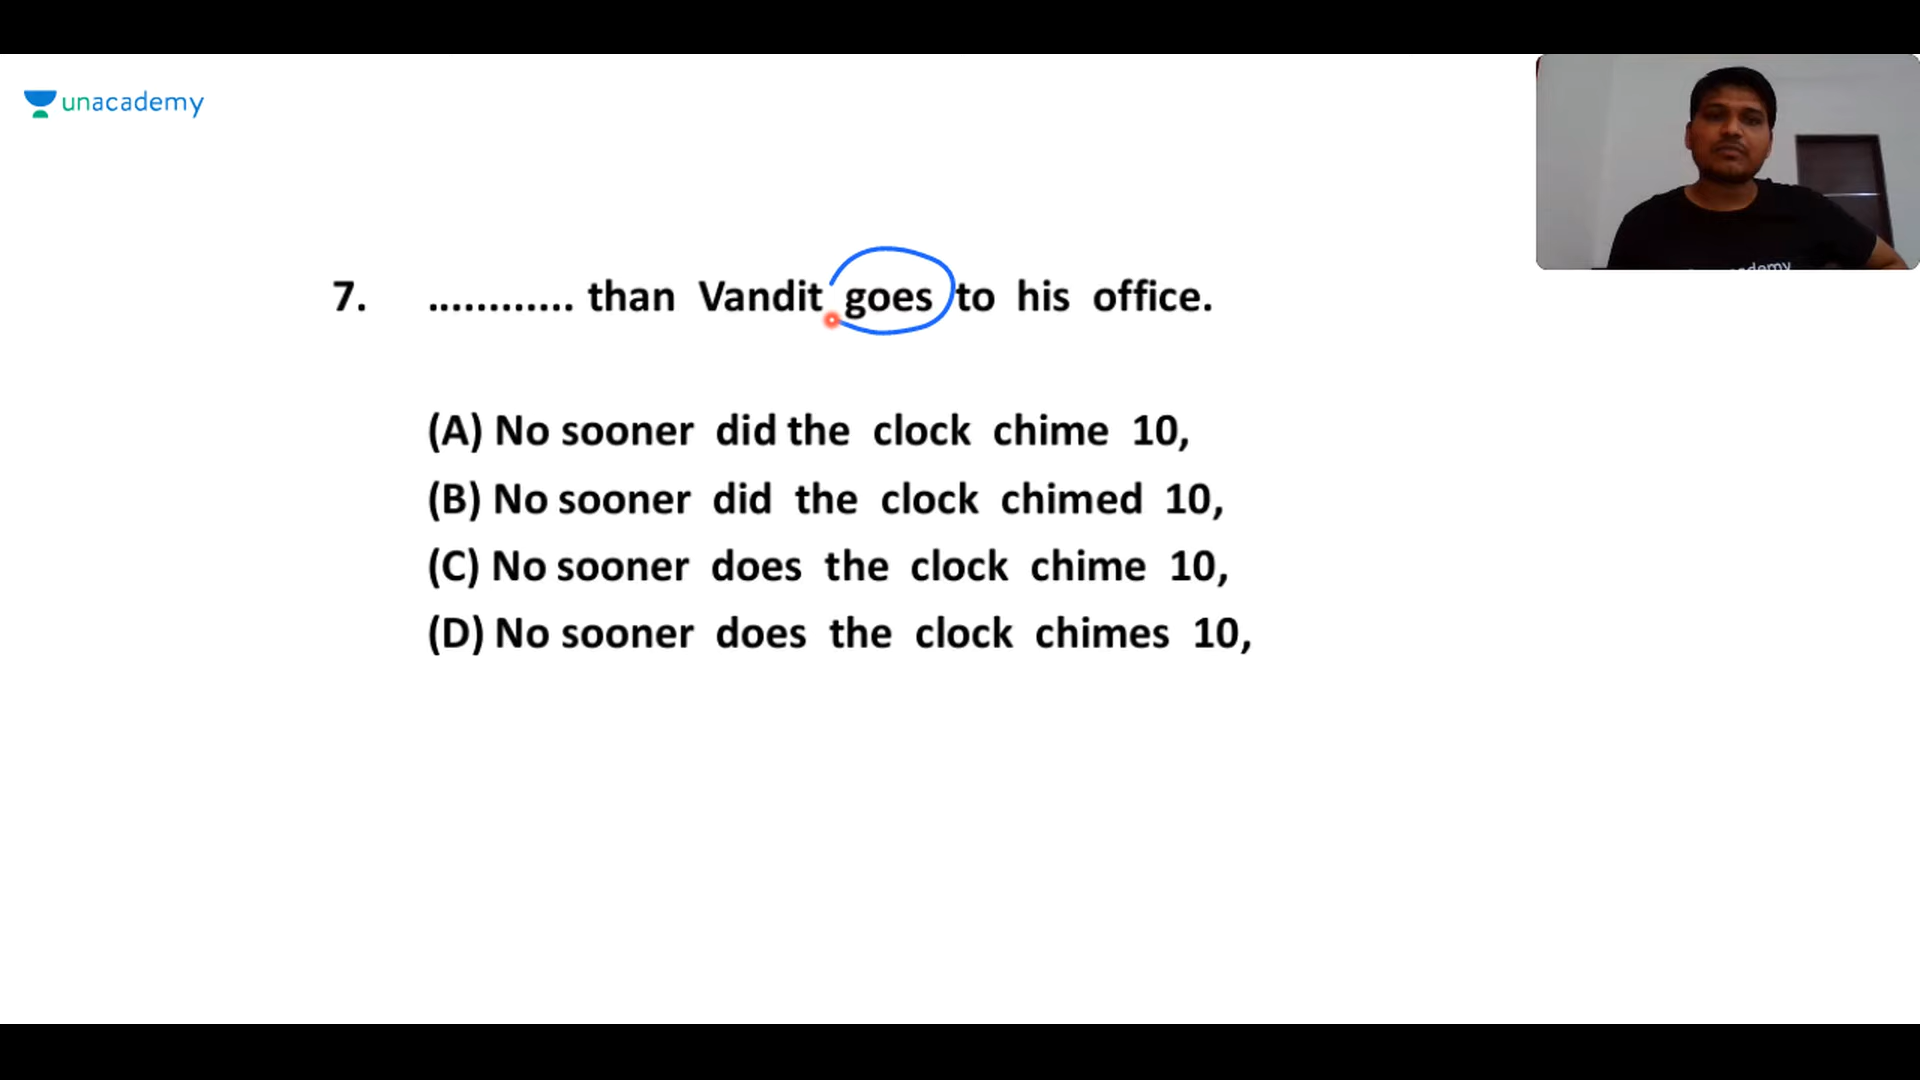 unacademy
7. ............ than Vandit goes to his office.
(A) No sooner did the clock chime 10,
(B) No sooner did the clock chimed 10,
(C) No sooner does the clock chime 10,
(D) No sooner does the clock chimes 10,